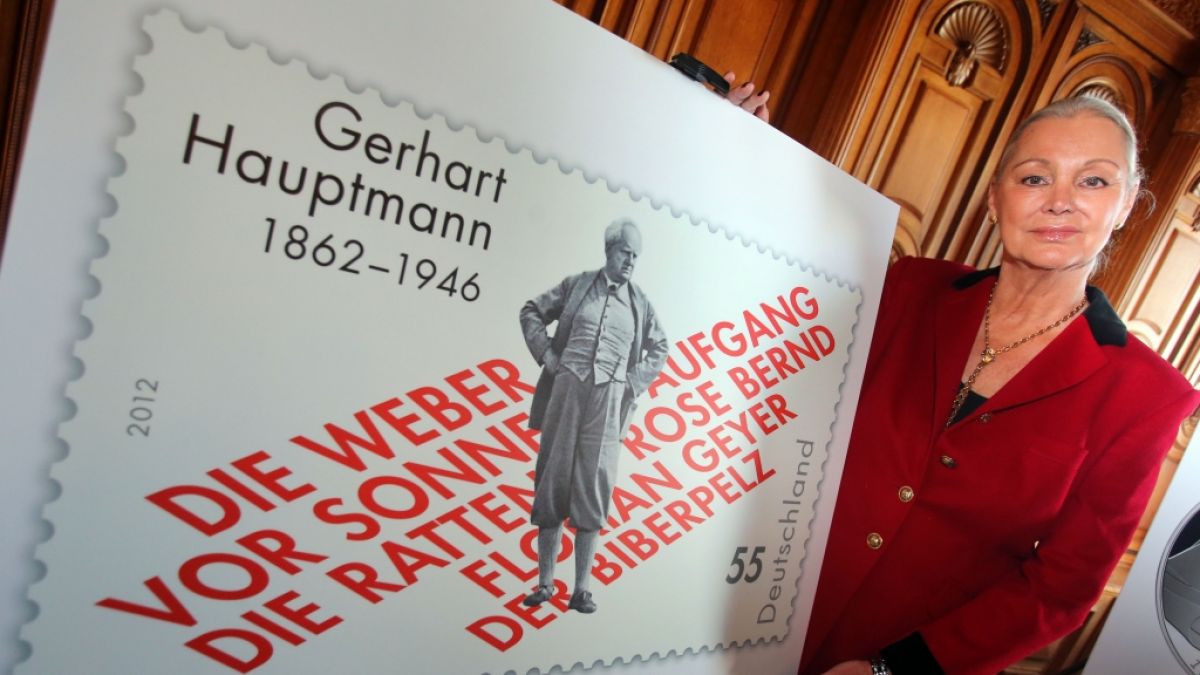 Gerhart
Hauptmann
1862–1946
2012
DIE WEBER
VOR SONNENAUFGANG
DIE RATTEN ROSE BERND
FLORIAN GEYER
DER BIBERPELZ
55
Deutschland